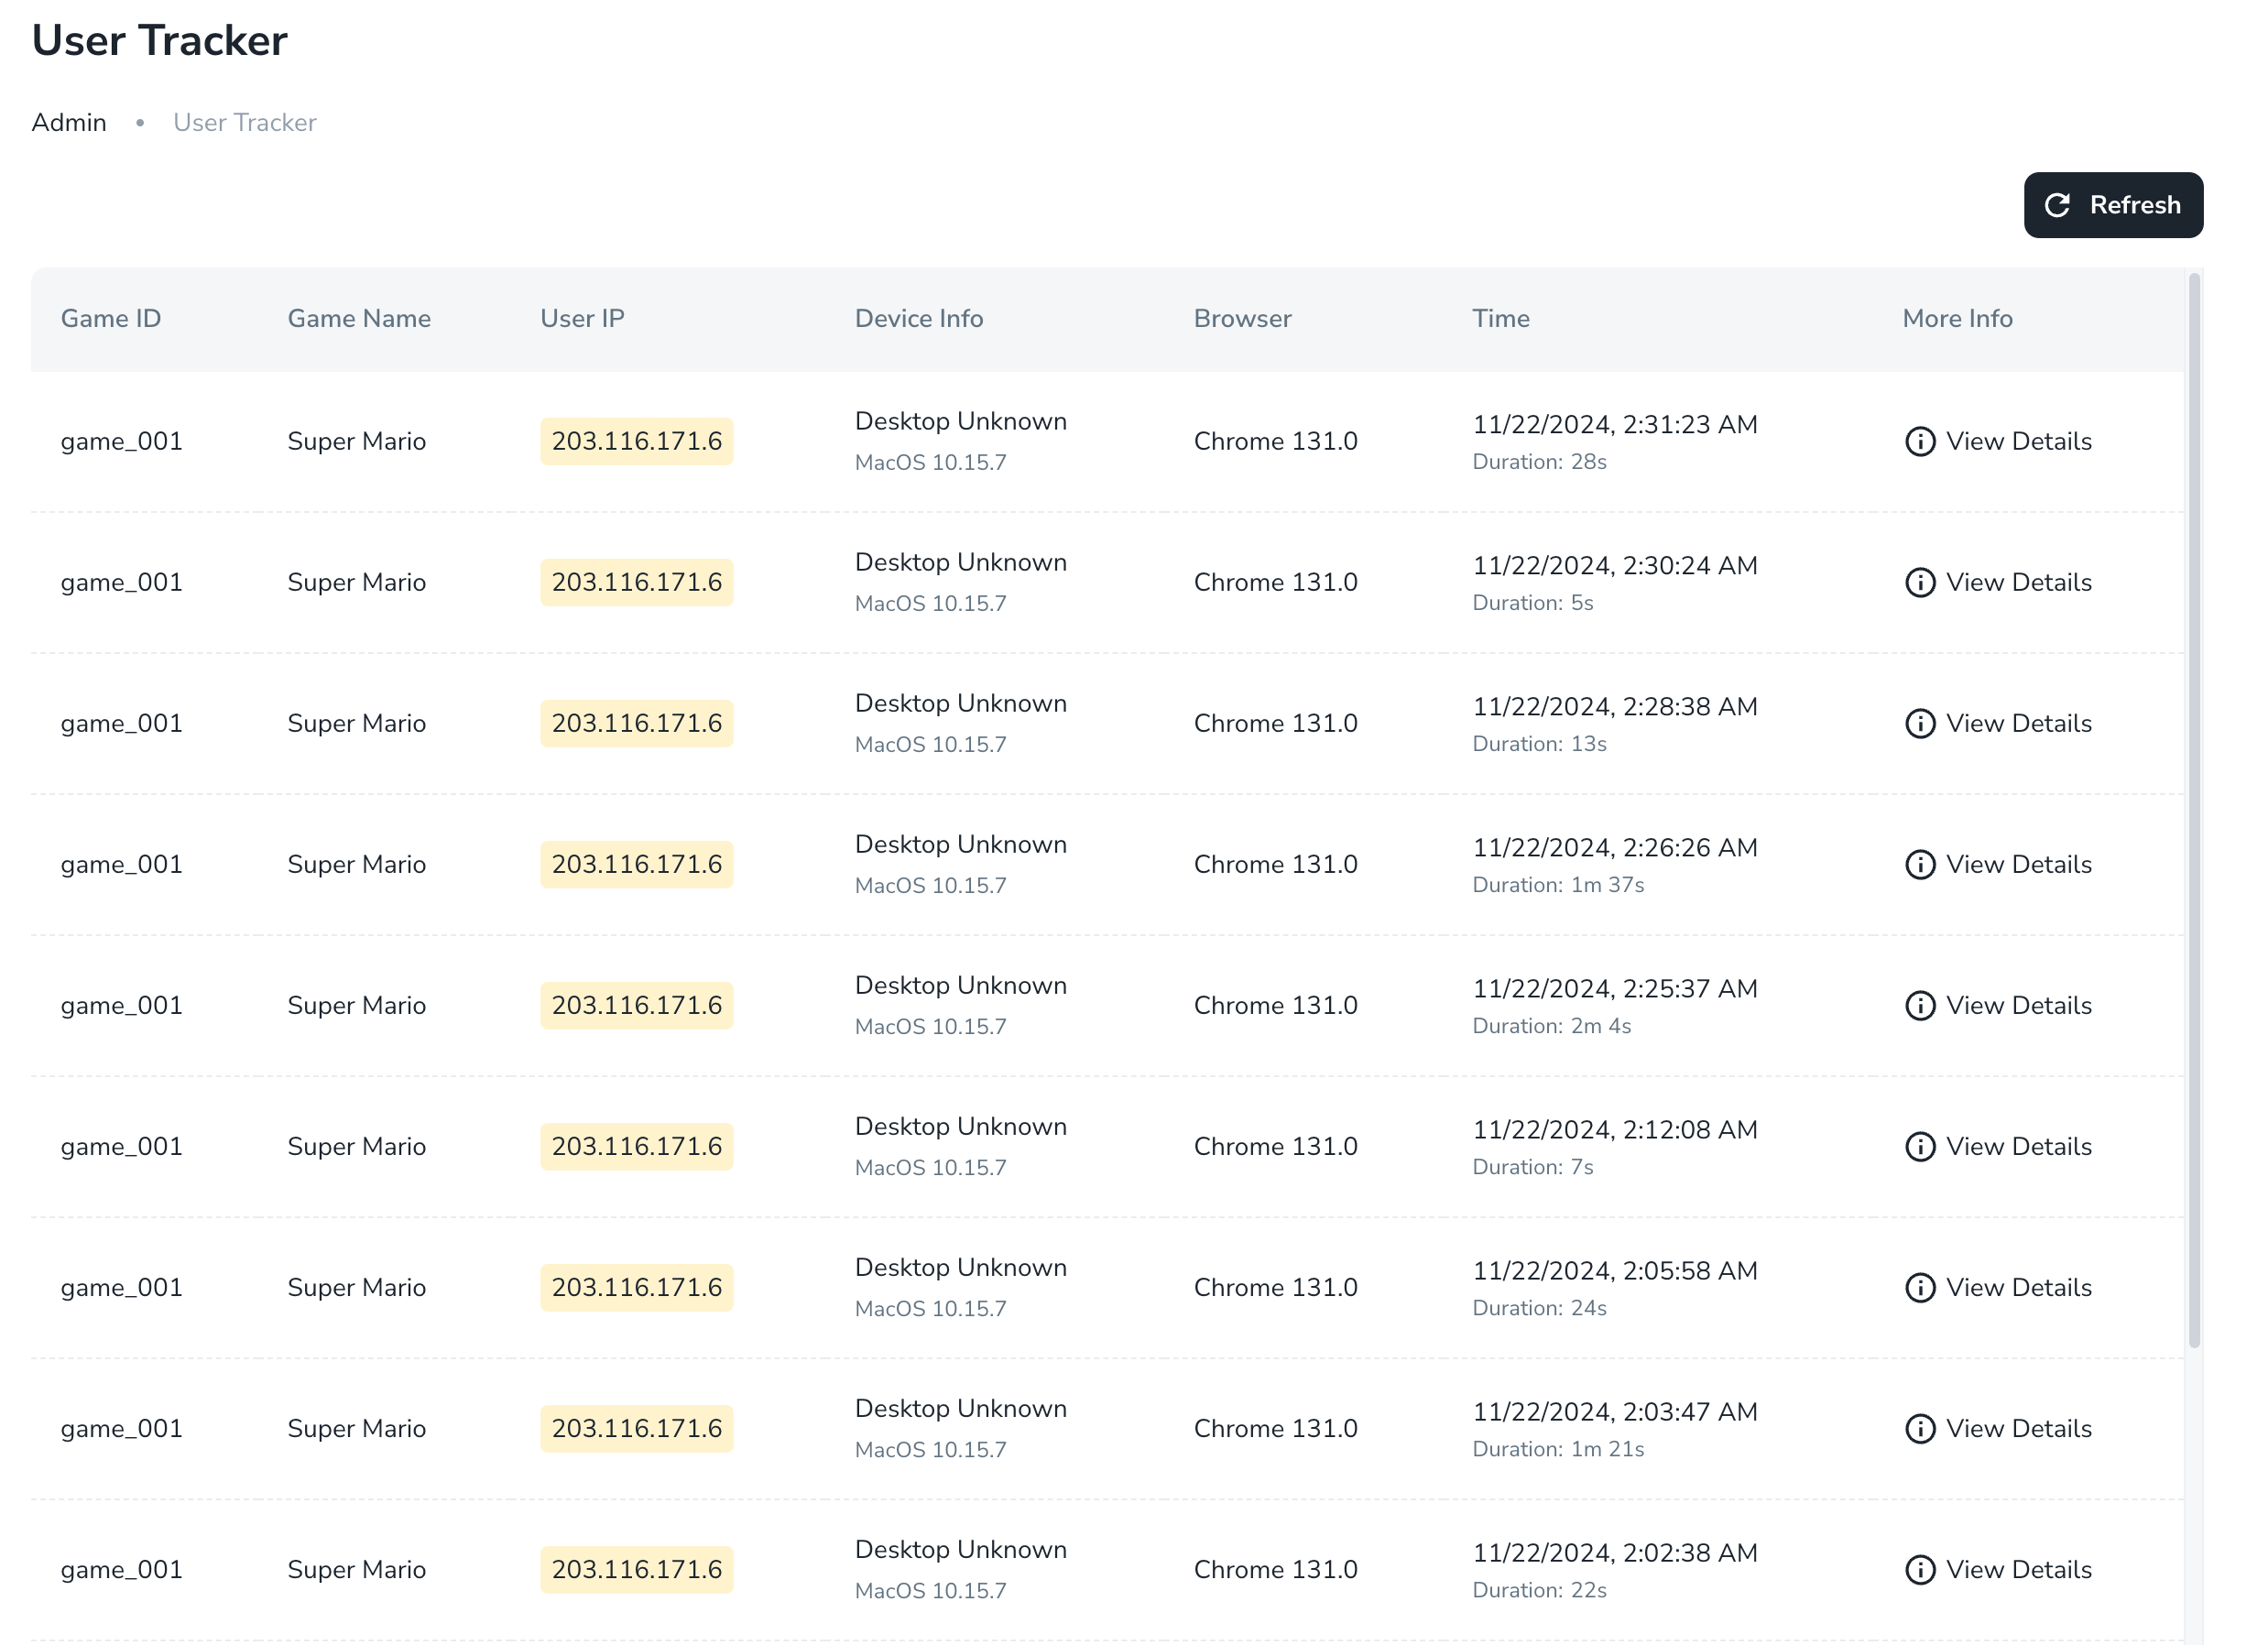 User Tracker
Admin • User Tracker
Refresh
Game ID Game Name User IP Device Info Browser Time More Info
game_001 Super Mario 203.116.171.6 Desktop Unknown Chrome 131.0 11/22/2024, 2:31:23 AM View Details
MacOS 10.15.7 Duration: 28s
game_001 Super Mario 203.116.171.6 Desktop Unknown Chrome 131.0 11/22/2024, 2:30:24 AM View Details
MacOS 10.15.7 Duration: 5s
game_001 Super Mario 203.116.171.6 Desktop Unknown Chrome 131.0 11/22/2024, 2:28:38 AM View Details
MacOS 10.15.7 Duration: 13s
game_001 Super Mario 203.116.171.6 Desktop Unknown Chrome 131.0 11/22/2024, 2:26:26 AM View Details
MacOS 10.15.7 Duration: 1m 37s
game_001 Super Mario 203.116.171.6 Desktop Unknown Chrome 131.0 11/22/2024, 2:25:37 AM View Details
MacOS 10.15.7 Duration: 2m 4s
game_001 Super Mario 203.116.171.6 Desktop Unknown Chrome 131.0 11/22/2024, 2:12:08 AM View Details
MacOS 10.15.7 Duration: 7s
game_001 Super Mario 203.116.171.6 Desktop Unknown Chrome 131.0 11/22/2024, 2:05:58 AM View Details
MacOS 10.15.7 Duration: 24s
game_001 Super Mario 203.116.171.6 Desktop Unknown Chrome 131.0 11/22/2024, 2:03:47 AM View Details
MacOS 10.15.7 Duration: 1m 21s
game_001 Super Mario 203.116.171.6 Desktop Unknown Chrome 131.0 11/22/2024, 2:02:38 AM View Details
MacOS 10.15.7 Duration: 22s